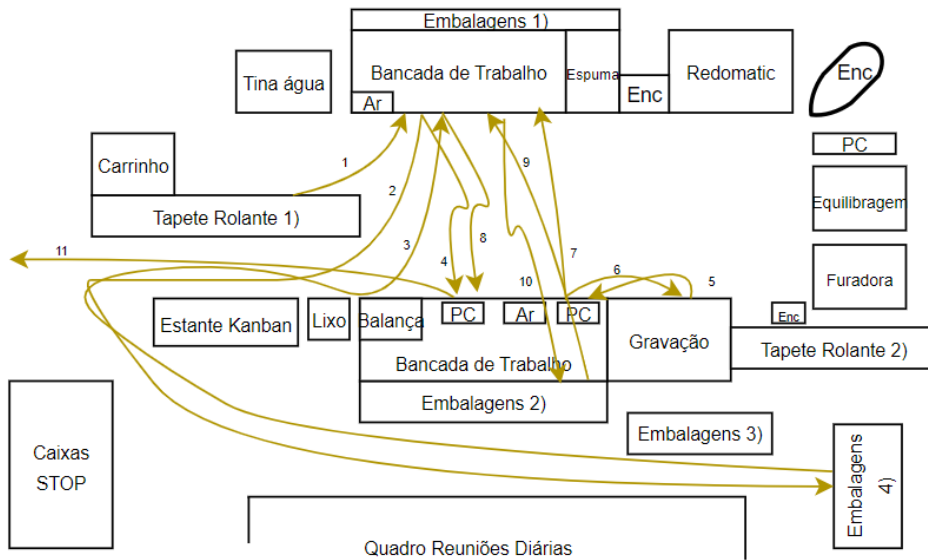 Embalagens 1)
Tina água
Bancada de Trabalho
Espuma
Enc
Redomatic
Enc
Ar
PC
Carrinho
1
9
2
Equilibragem
Tapete Rolante 1)
3
4
8
7
11
10
6
5
Furadora
Estante Kanban
Lixo
Balança
PC
Ar
PC
Gravação
Enc
Tapete Rolante 2)
Bancada de Trabalho
Embalagens 2)
Embalagens 3)
Caixas
STOP
Embalagens
4)
Quadro Reuniões Diárias